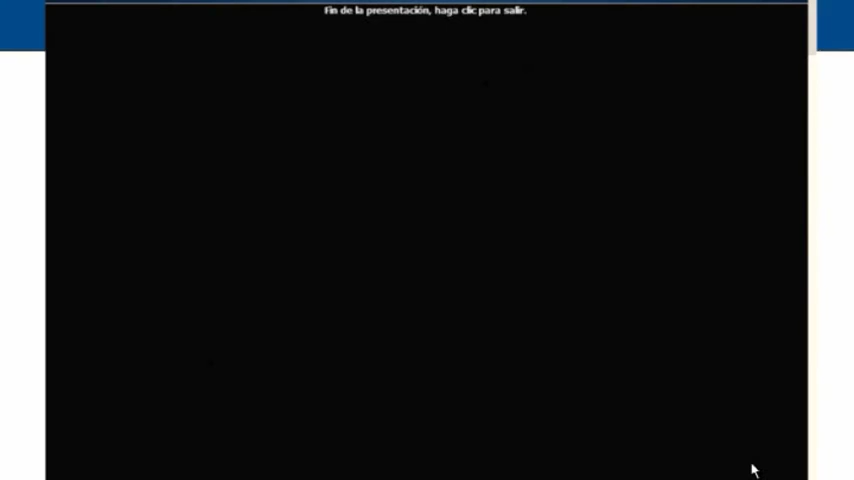 Fin de la presentación, haga clic para salir.